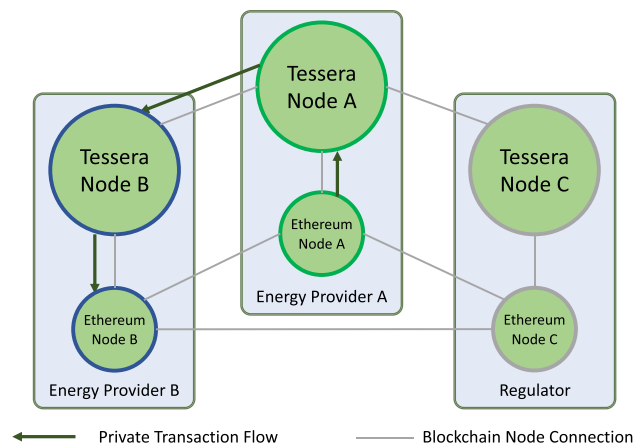 Tessera
Node A
Tessera
Node B
Tessera
Node C
Ethereum
Node A
Energy Provider A
Ethereum
Node B
Ethereum
Node C
Energy Provider B
Regulator
Private Transaction Flow
Blockchain Node Connection